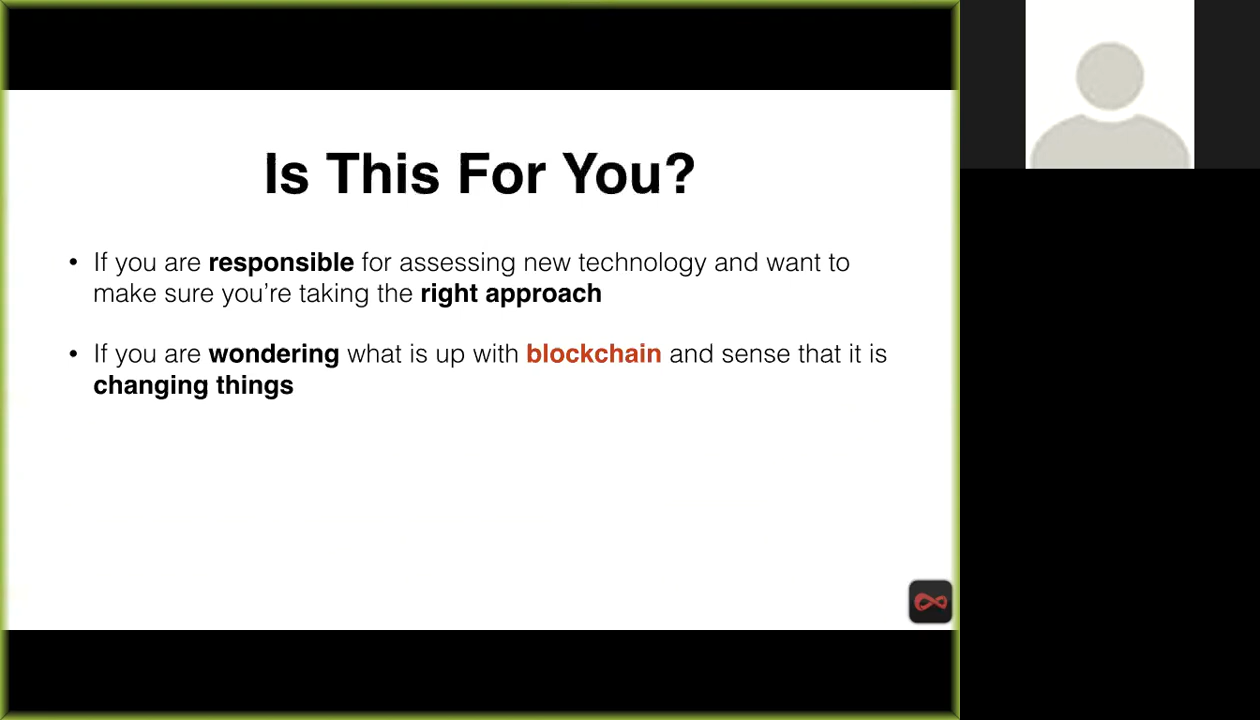 Is This For You?
• If you are responsible for assessing new technology and want to
make sure you’re taking the right approach
• If you are wondering what is up with blockchain and sense that it is
changing things